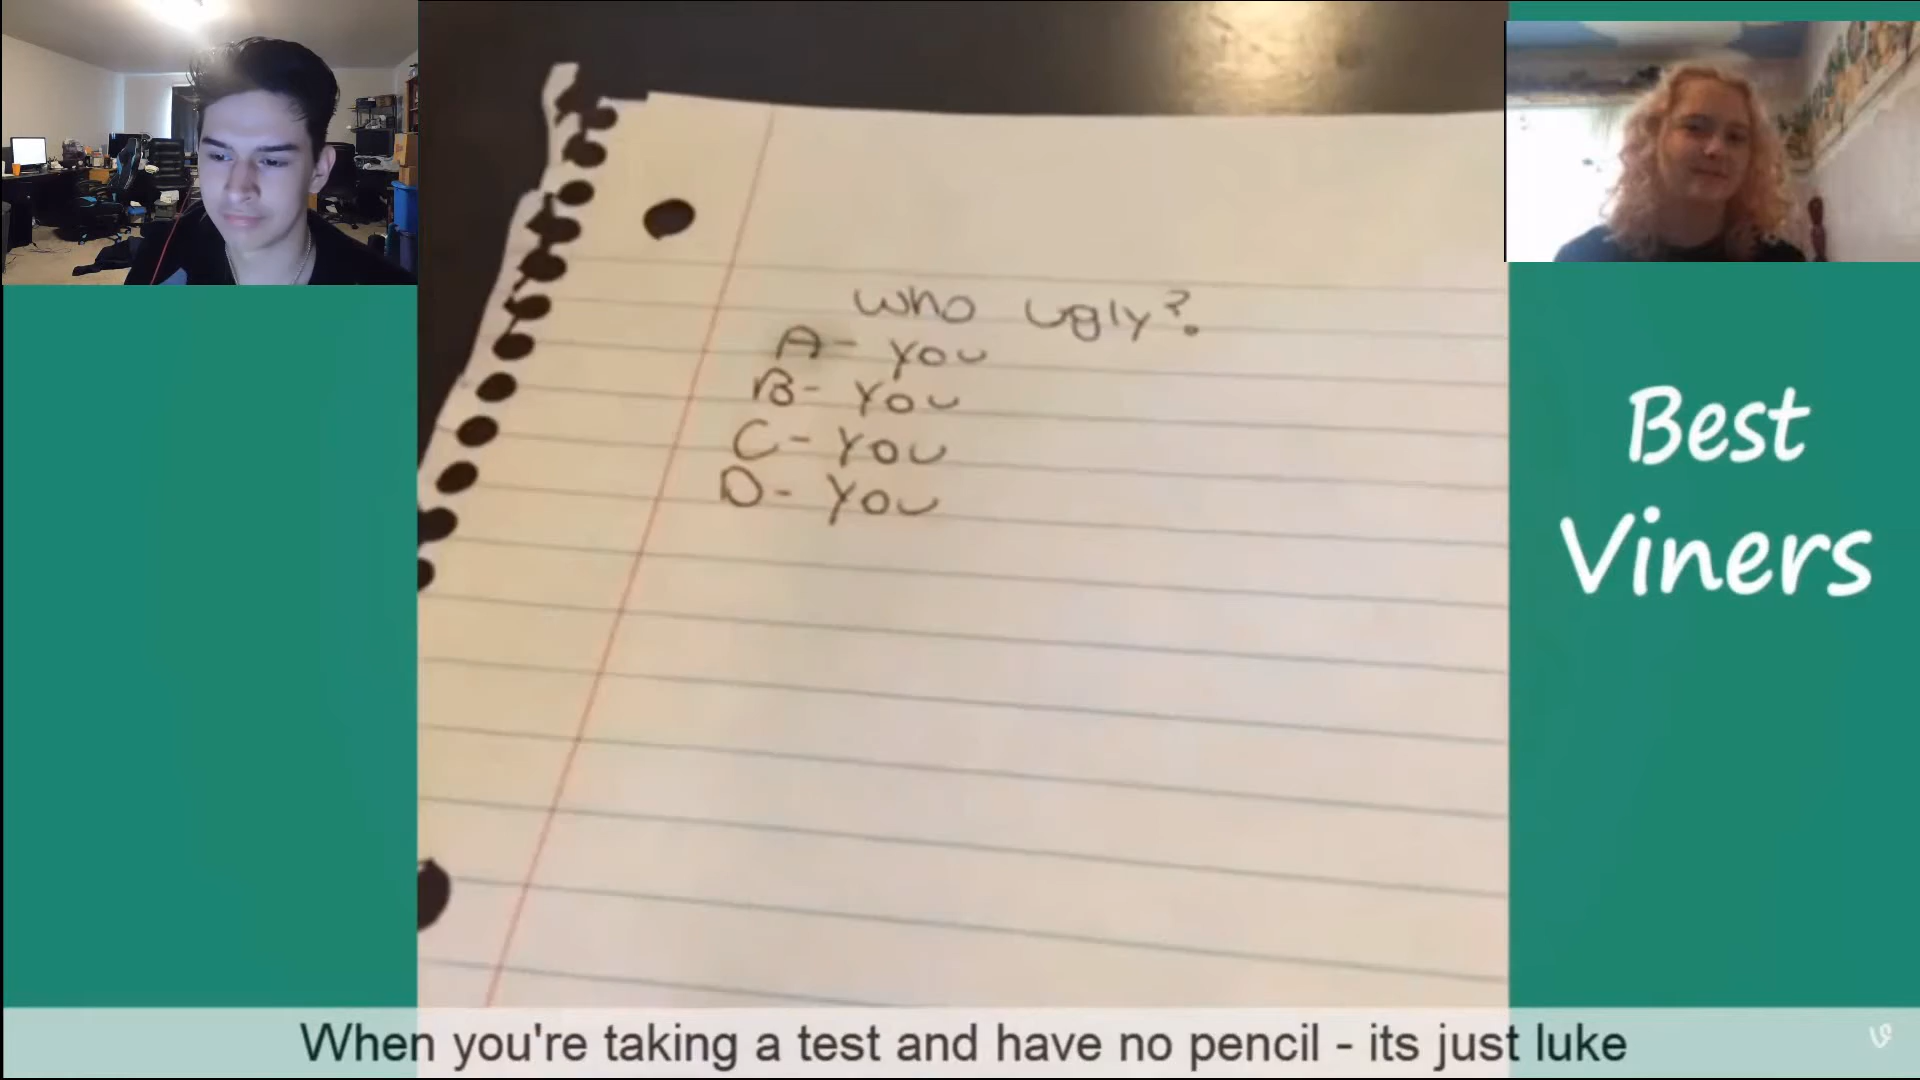 Who ugly?
A- You
B- You
C- You
D- You
Best
Viners
When you're taking a test and have no pencil - its just luke